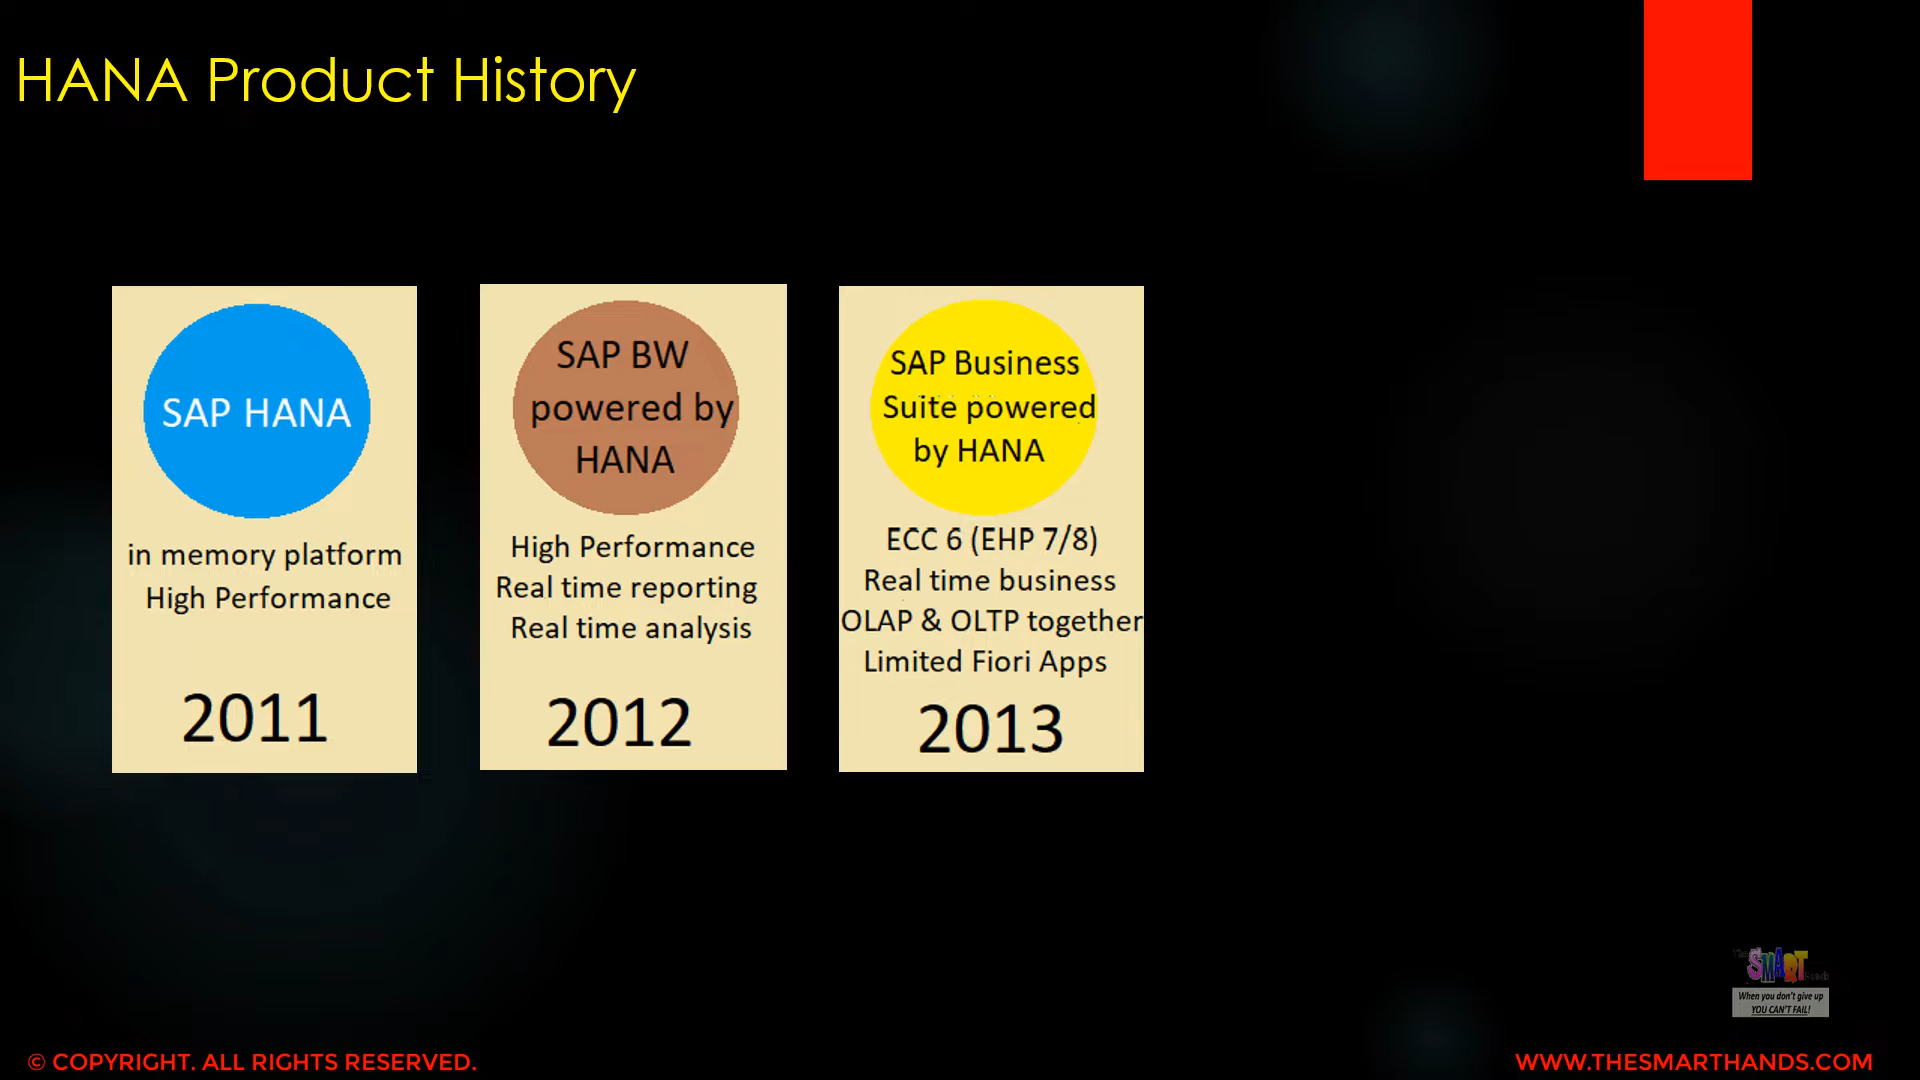 HANA Product History
SAP HANA
in memory platform
High Performance
2011
SAP BW
powered by
HANA
High Performance
Real time reporting
Real time analysis
2012
SAP Business
Suite powered
by HANA
ECC 6 (EHP 7/8)
Real time business
OLAP & OLTP together
Limited Fiori Apps
2013
SMART
When you don't give up
YOU CAN'T FAIL!
© COPYRIGHT. ALL RIGHTS RESERVED.
WWW.THESMARTHANDS.COM